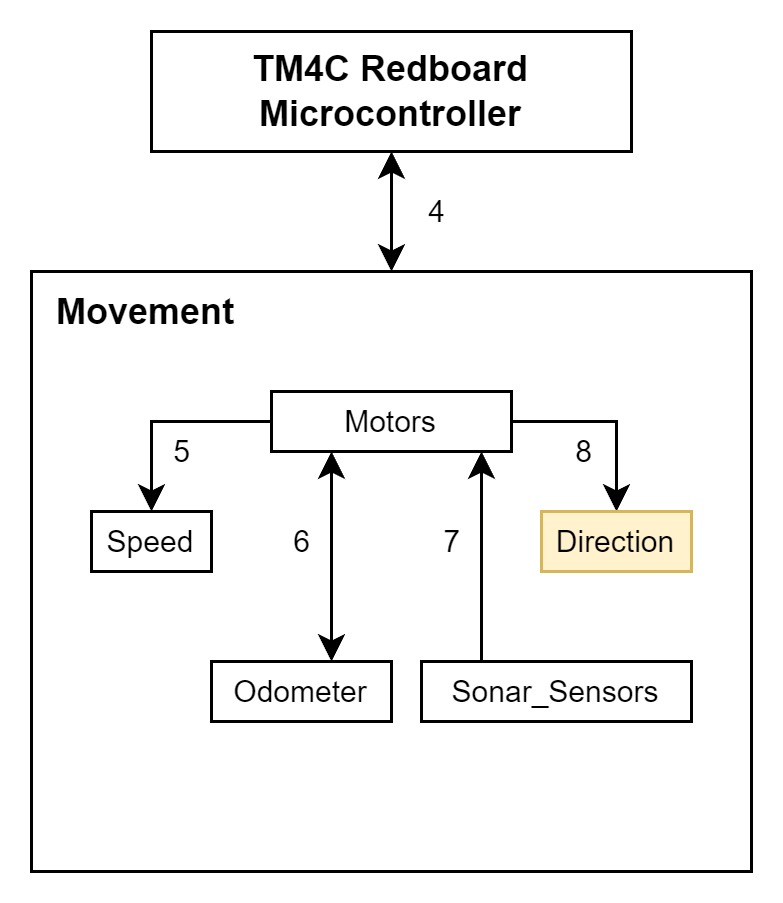 TM4C Redboard
Microcontroller
4
Movement
Motors
5
8
Speed
6
7
Direction
Odometer
Sonar_Sensors